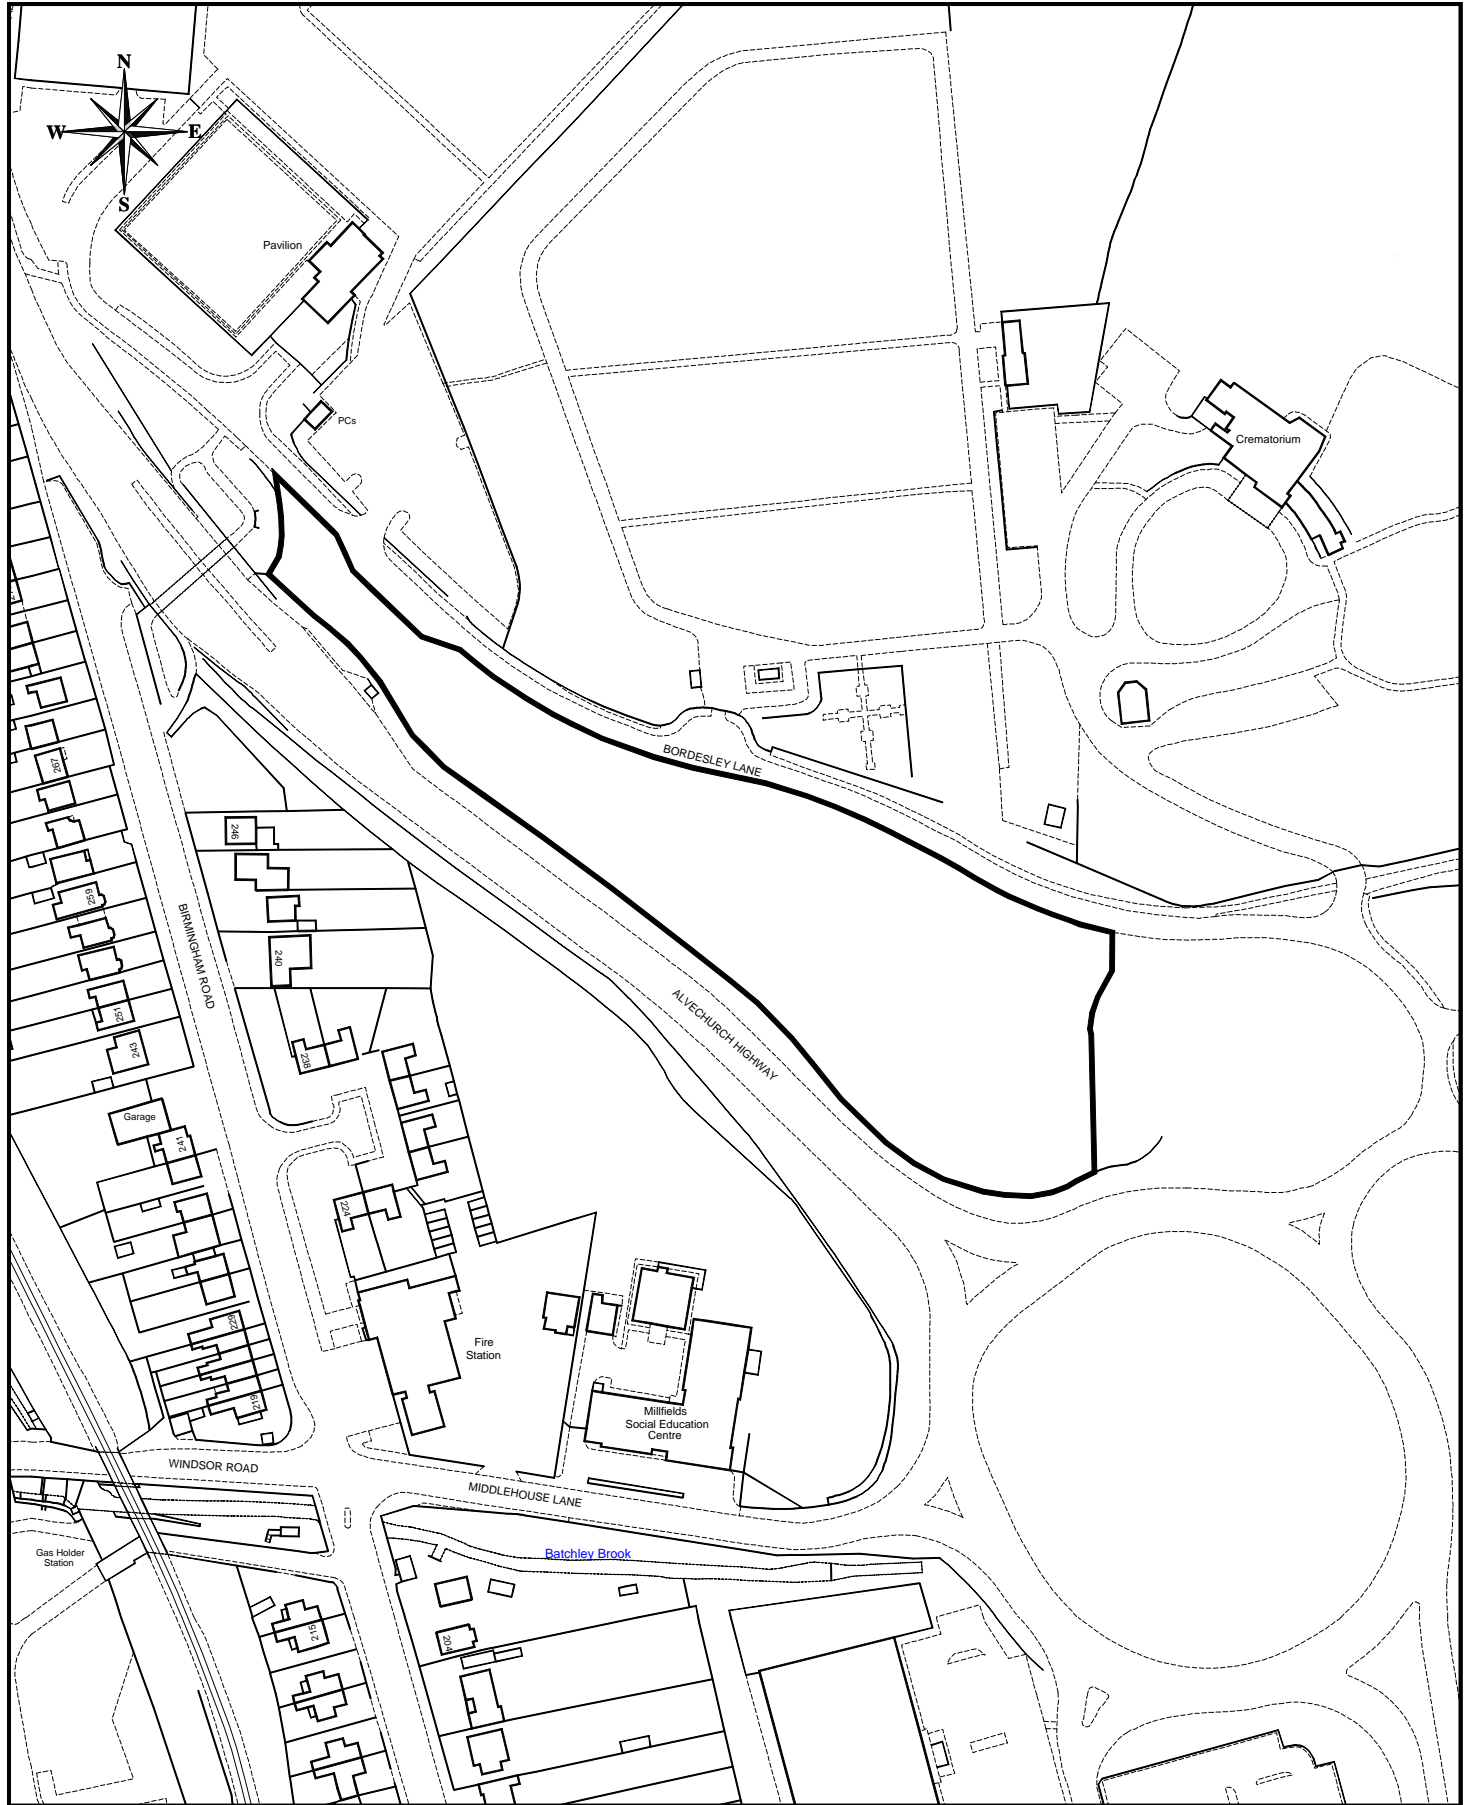 N
W
E
S
Pavilion
PCs
Crematorium
BORDESLEY LANE
267
246
259
BIRMINGHAM ROAD
240
251
ALVECHURCH HIGHWAY
243
238
Garage
241
224
229
Fire
Station
219
Millfields
Social Education
Centre
WINDSOR ROAD
MIDDLEHOUSE LANE
Gas Holder
Station
Batchley Brook
215
204